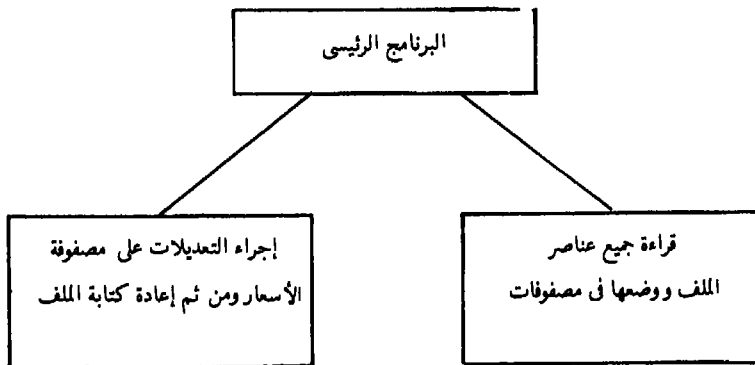 البرنامج الرئيسى
قراءة جميع عناصر
الملف ووضعها فى مصفوفات
إجراء التعديلات على مصفوفة
الأسعار ومن ثم إعادة كتابة الملف